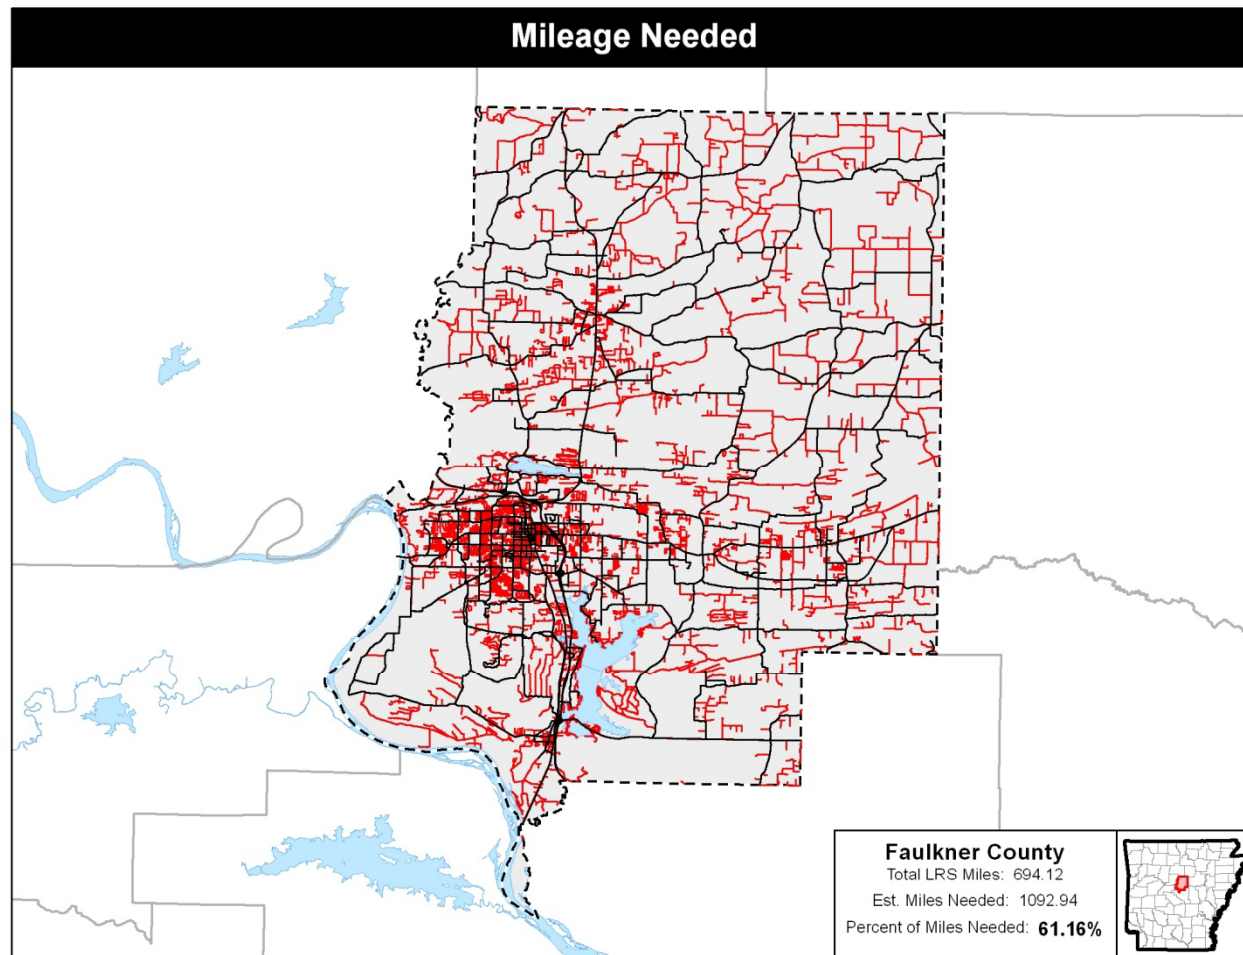 Mileage Needed
Faulkner County
Total LRS Miles: 694.12
Est. Miles Needed: 1092.94
Percent of Miles Needed: 61.16%